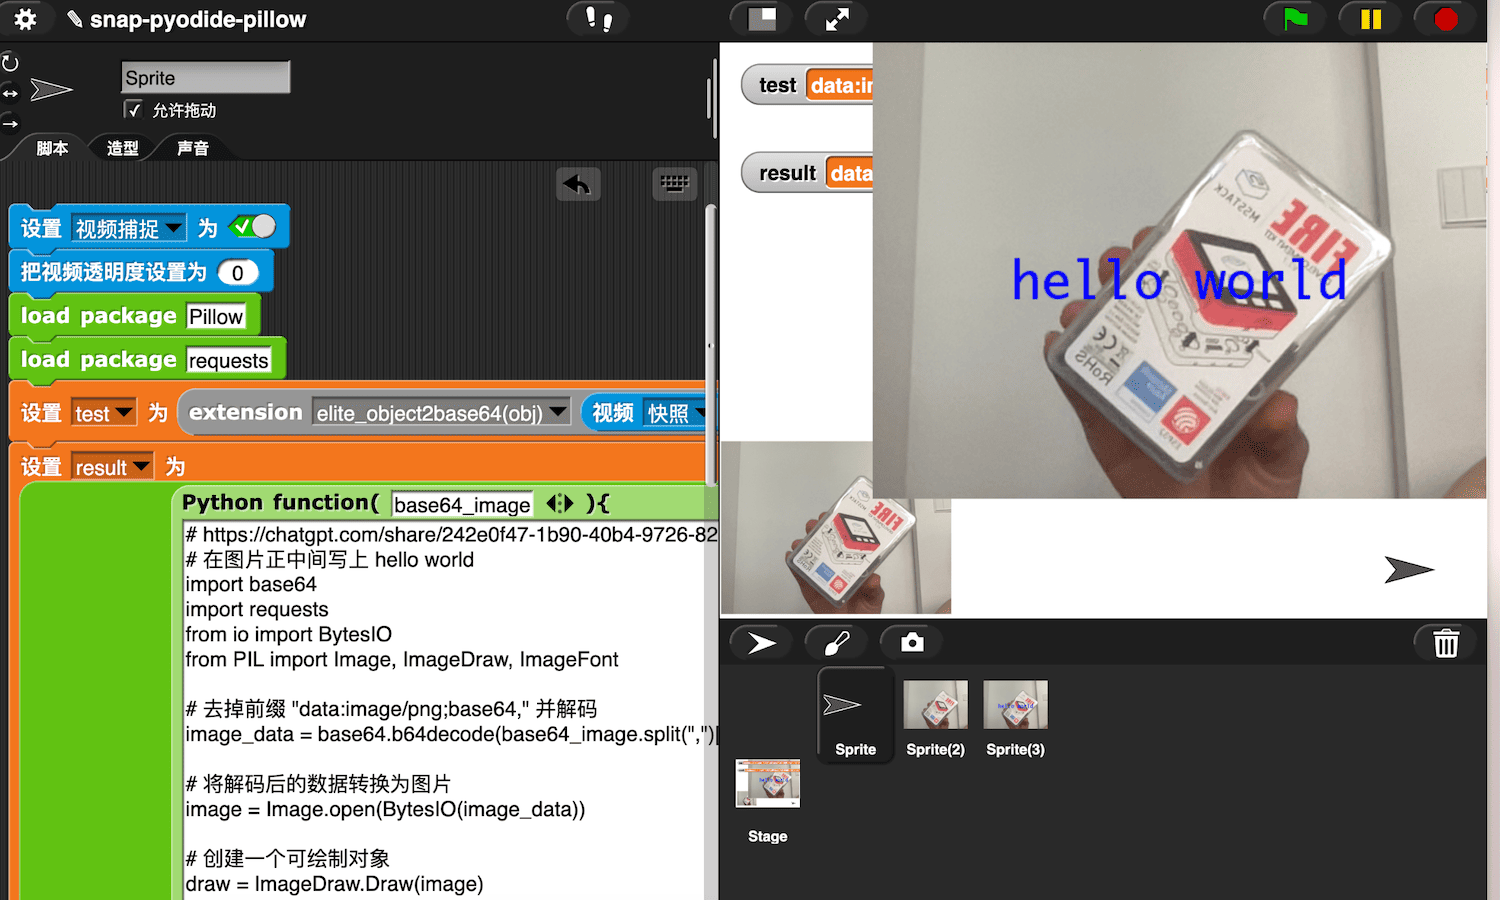 snap-pyodide-pillow
Sprite
允许拖动
脚本
造型
声音
设置 视频捕捉 为
把视频透明度设置为 0
load package Pillow
load package requests
设置 test 为 extension elite_object2base64(obj) 视频 快照
设置 result 为
Python function( base64_image ){
# https://chatgpt.com/share/242e0f47-1b90-40b4-9726-82
# 在图片正中间写上 hello world
import base64
import requests
from io import BytesIO
from PIL import Image, ImageDraw, ImageFont
# 去掉前缀 "data:image/png;base64," 并解码
image_data = base64.b64decode(base64_image.split(",")[
# 将解码后的数据转换为图片
image = Image.open(BytesIO(image_data))
# 创建一个可绘制对象
draw = ImageDraw.Draw(image)
test data:i
result data
M5STACK
FIRE
hello world
RoHS
FIRE
Sprite
Sprite(2)
Sprite(3)
Stage